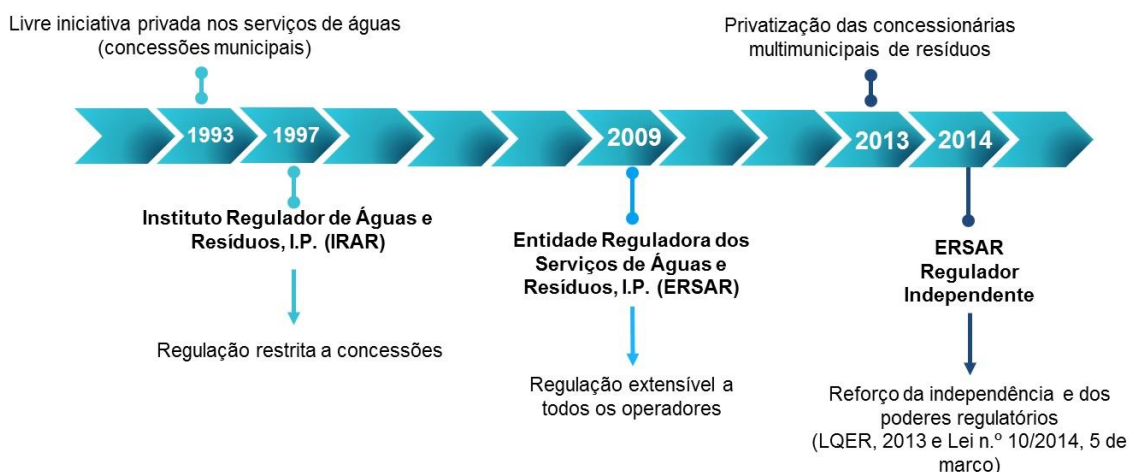 Livre iniciativa privada nos serviços de águas
(concessões municipais)
Privatização das concessionárias
multimunicipais de resíduos
1993
1997
2009
2013
2014
Instituto Regulador de Águas e
Resíduos, I.P. (IRAR)
Regulação restrita a concessões
Entidade Reguladora dos
Serviços de Águas e
Resíduos, I.P. (ERSAR)
Regulação extensível a
todos os operadores
ERSAR
Regulador
Independente
Reforço da independência e dos
poderes regulatórios
(LQER, 2013 e Lei n.º 10/2014, 5 de
março)